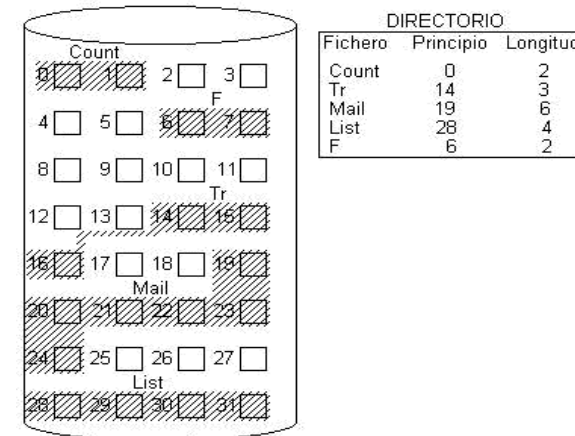 DIRECTORIO
Fichero Principio Longitud
Count 0 2
Tr 14 3
Mail 19 6
List 28 4
F 6 2
Count
0 1 2 3
F
4 5 6 7
8 9 10 11
Tr
12 13 14 15
16 17 18 19
Mail
20 21 22 23
24 25 26 27
List
28 29 30 31